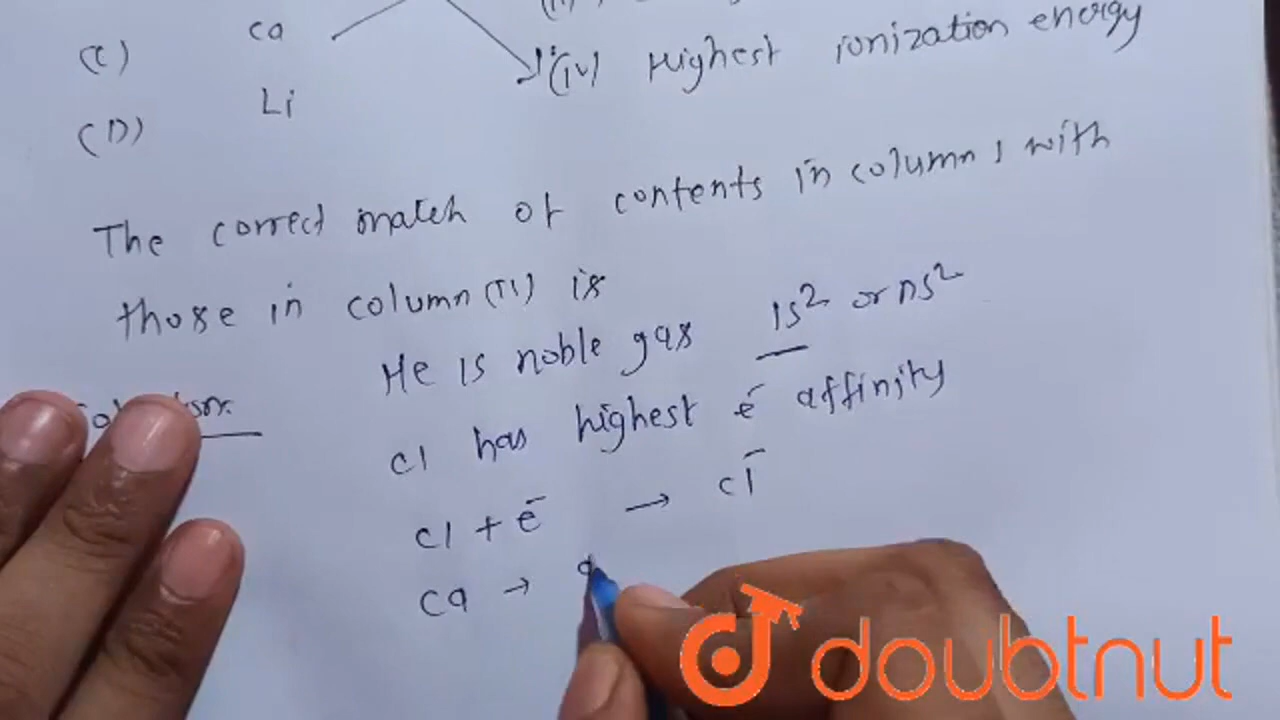 (C) Ca
(iv) Highest ionization energy
(D) Li
The correct match of contents in column 1 with
those in column (II) is
He is noble gas 1s² or ns²
Cl has highest e⁻ affinity
Cl + e⁻ → Cl⁻
Ca →
doubtnut